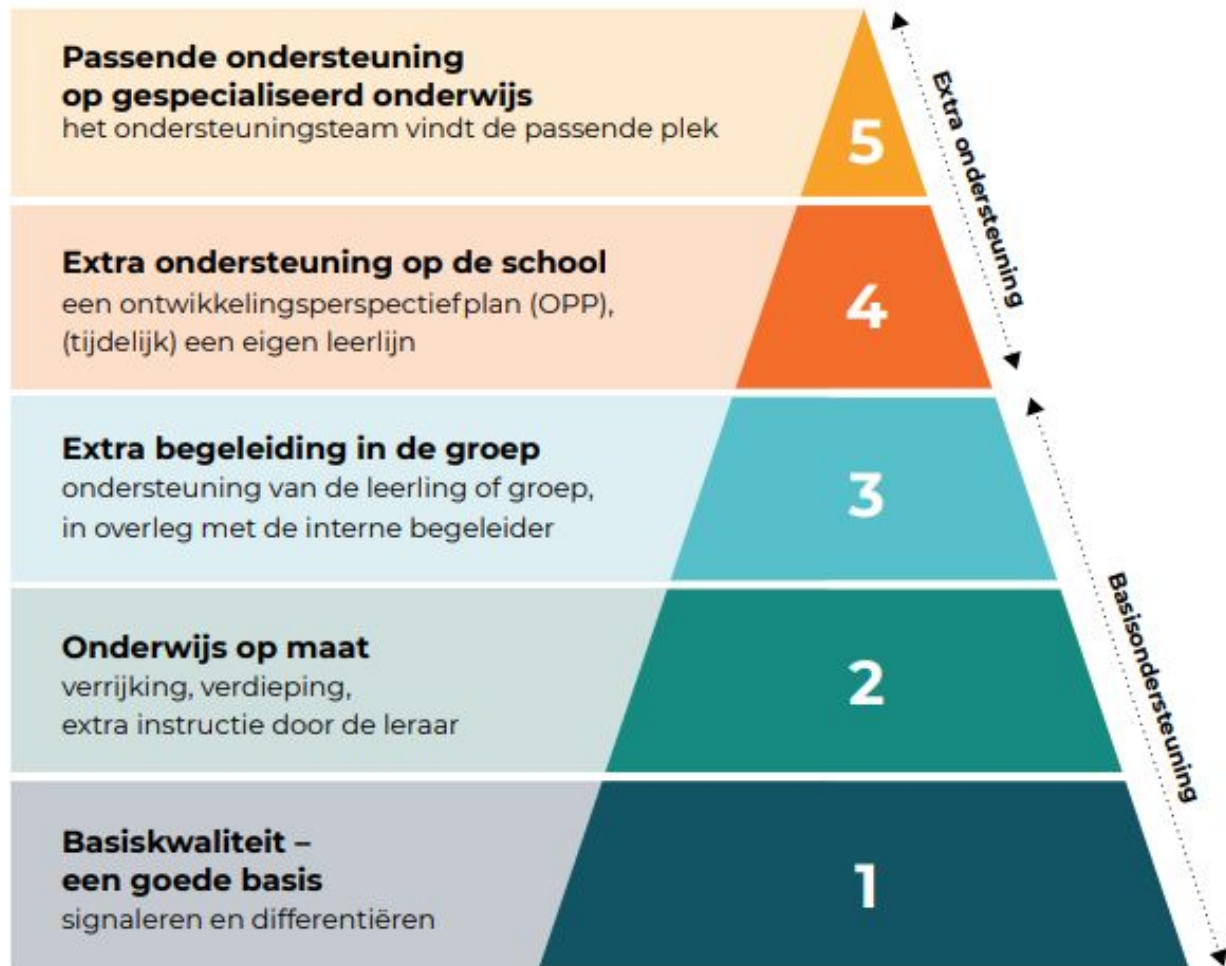 Passende ondersteuning
op gespecialiseerd onderwijs
het ondersteuningsteam vindt de passende plek
5
Extra ondersteuning
Extra ondersteuning op de school
een ontwikkelingsperspectiefplan (OPP),
(tijdelijk) een eigen leerlijn
4
Extra begeleiding in de groep
ondersteuning van de leerling of groep,
in overleg met de interne begeleider
3
Basisondersteuning
Onderwijs op maat
verrijking, verdieping,
extra instructie door de leraar
2
Basiskwaliteit –
een goede basis
signaleren en differentiëren
1